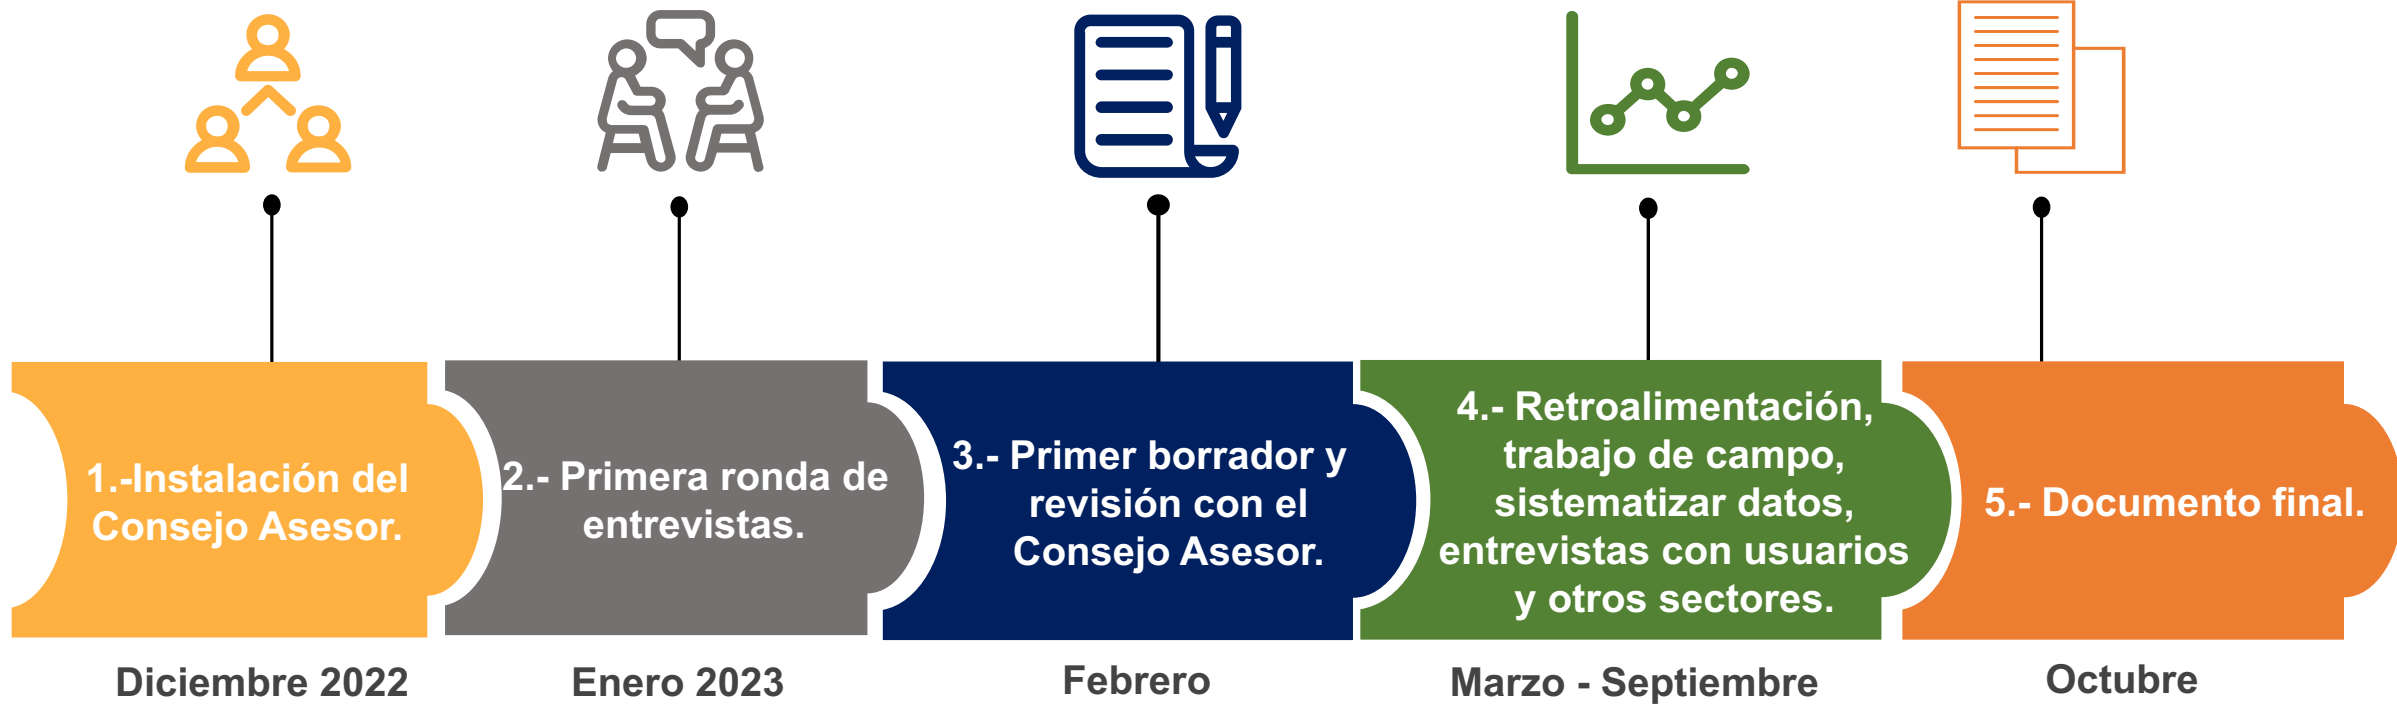 1.-Instalación del
Consejo Asesor.
2.- Primera ronda de
entrevistas.
3.- Primer borrador y
revisión con el
Consejo Asesor.
4.- Retroalimentación,
trabajo de campo,
sistematizar datos,
entrevistas con usuarios
y otros sectores.
5.- Documento final.
Diciembre 2022
Enero 2023
Febrero
Marzo - Septiembre
Octubre